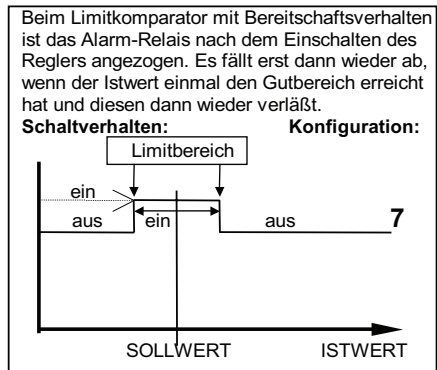 Beim Limitkomparator mit Bereitschaftsverhalten
ist das Alarm-Relais nach dem Einschalten des
Reglers angezogen. Es fällt erst dann wieder ab,
wenn der Istwert einmal den Gutbereich erreicht
hat und diesen dann wieder verläßt.
Schaltverhalten: Konfiguration:
Limitbereich
ein
aus ein aus 7
SOLLWERT ISTWERT